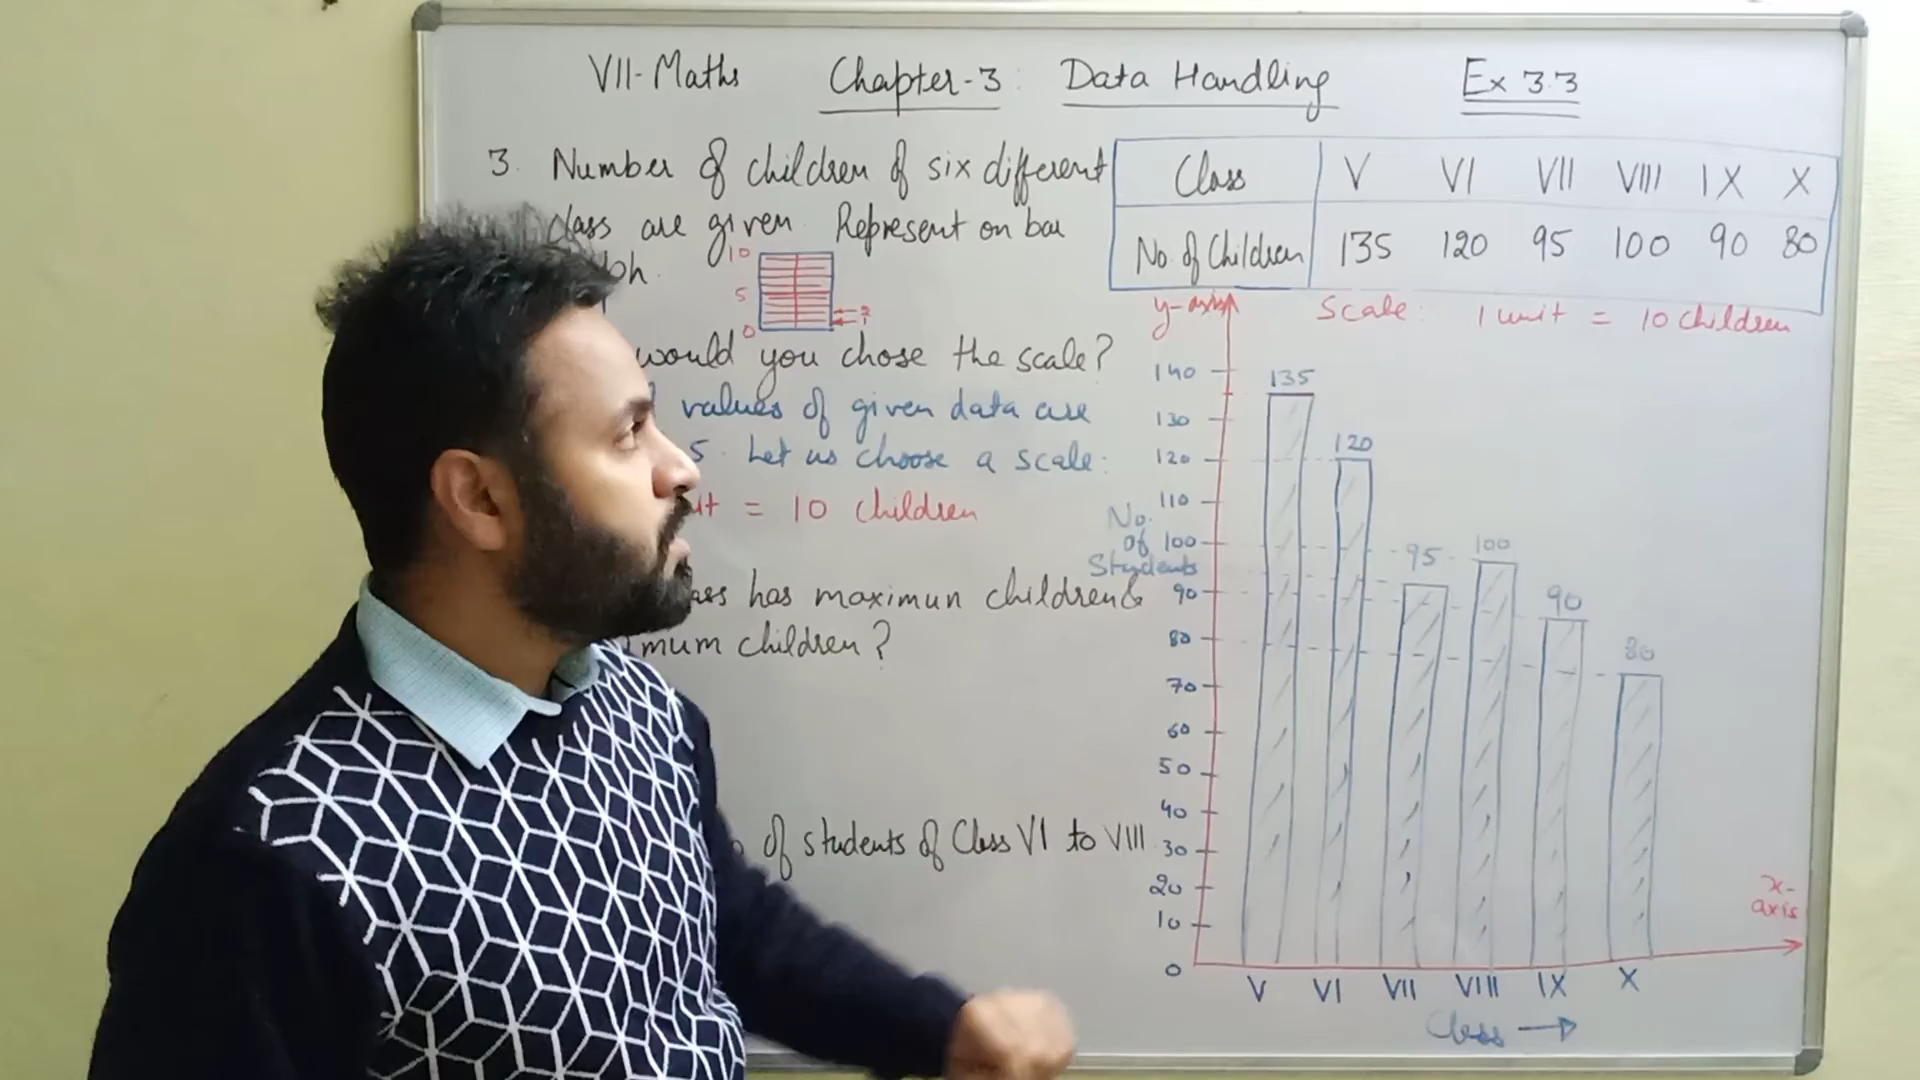 VII-Maths Chapter-3: Data Handling Ex 3.3
3. Number of children of six different
class are given. Represent on bar
10
5
0
2
1
would you chose the scale?
values of given data are
5. Let us choose a scale:
= 10 children
has maximun children &
mum children?
of students of Class VI to VIII
Class V VI VII VIII IX X
No. of Children 135 120 95 100 90 80
y-axis Scale: 1 unit = 10 children
140
130
120
110
100
90
80
70
60
50
40
30
20
10
0
No.
of
Students
135
120
95
100
90
80
x-
axis
V VI VII VIII IX X
Class